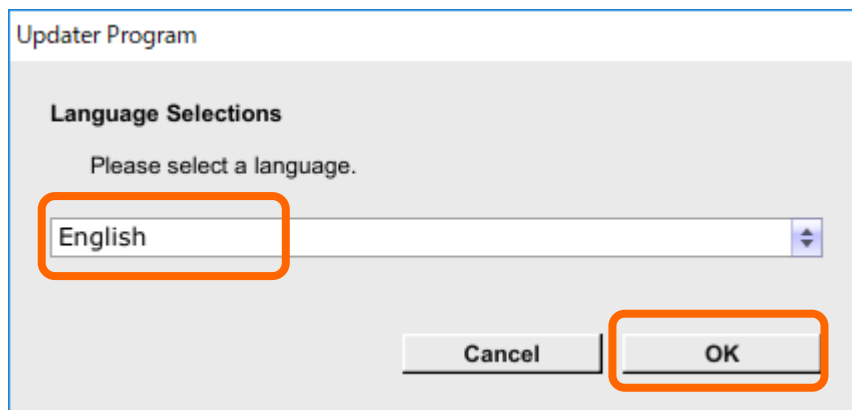 Updater Program
Language Selections
Please select a language.
English
Cancel OK